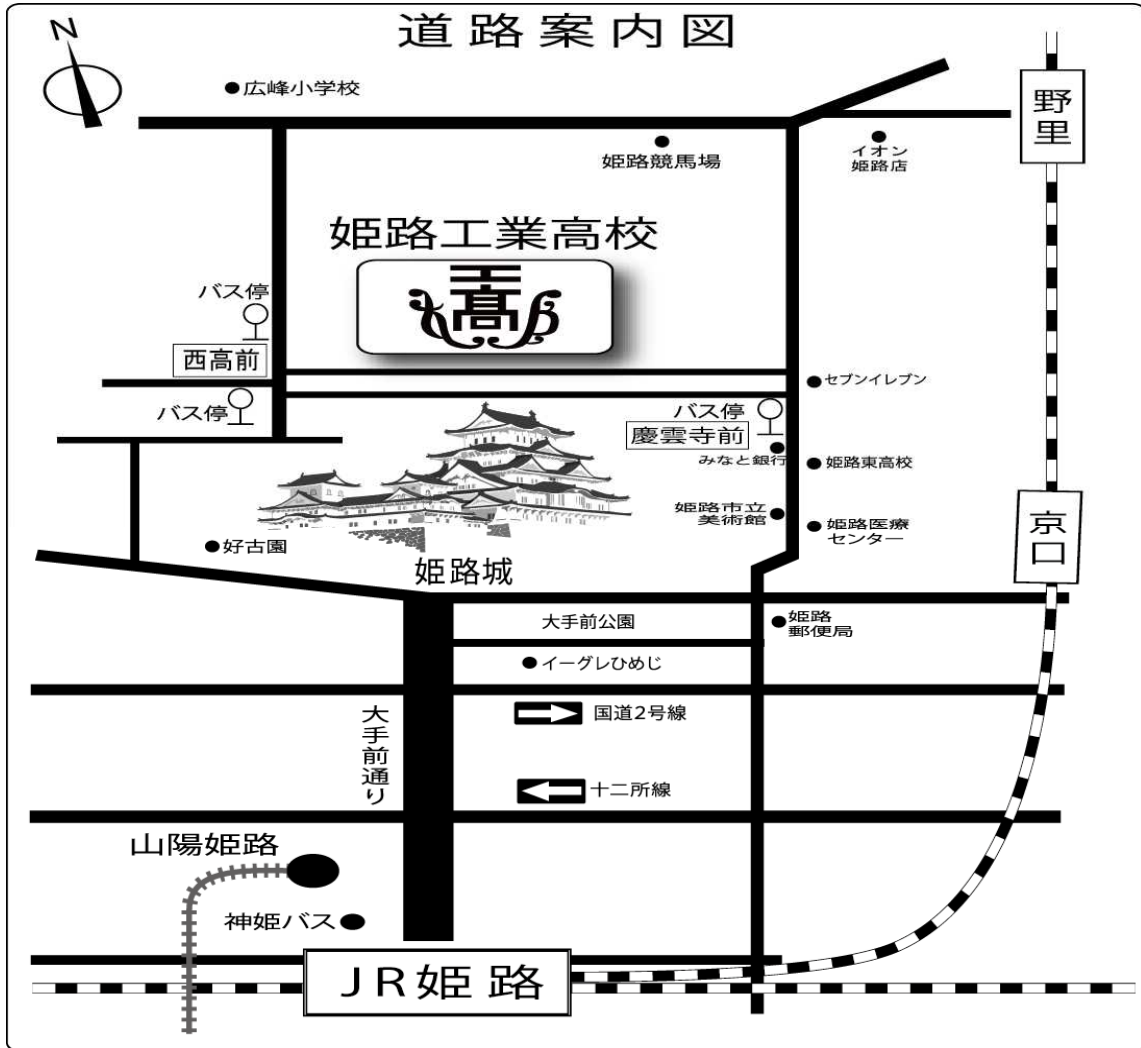 道路案内図
N
広峰小学校
野里
姫路競馬場
イオン
姫路店
姫路工業高校
工高
バス停
西高前
セブンイレブン
バス停
バス停
慶雲寺前
みなと銀行
姫路東高校
姫路市立
美術館
姫路医療
センター
京口
好古園
姫路城
大手前公園
姫路
郵便局
イーグレひめじ
大手前通り
国道2号線
十二所線
山陽姫路
神姫バス
JR姫路